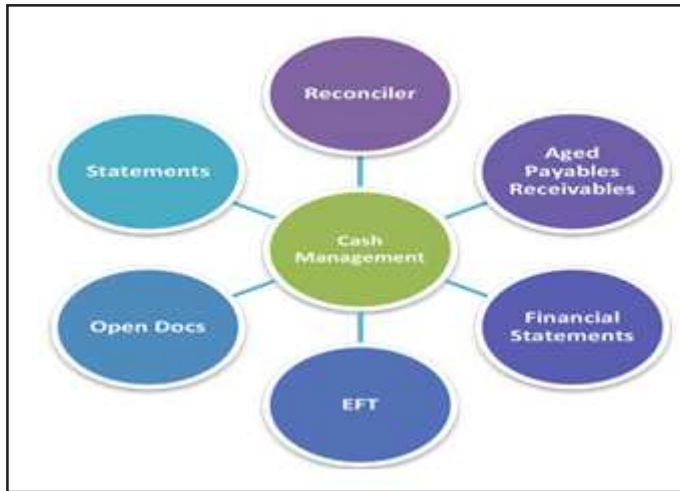 Reconciler
Statements
Aged
Payables
Receivables
Cash
Management
Open Docs
Financial
Statements
EFT